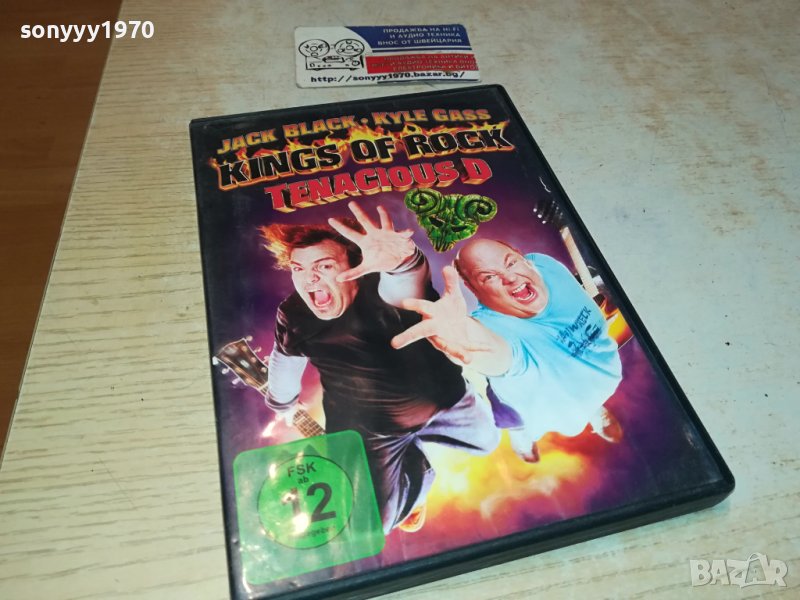 sonyyy1970
ПРОДАЖБА НА HI-FI
И АУДИО ТЕХНИКА
ВНОС ОТ ШВЕЙЦАРИЯ
http://sonyyy1970.bazar.bg/
JACK BLACK · KYLE GASS
KINGS OF ROCK
TENACIOUS D
FSK
ab
12
BAZAR